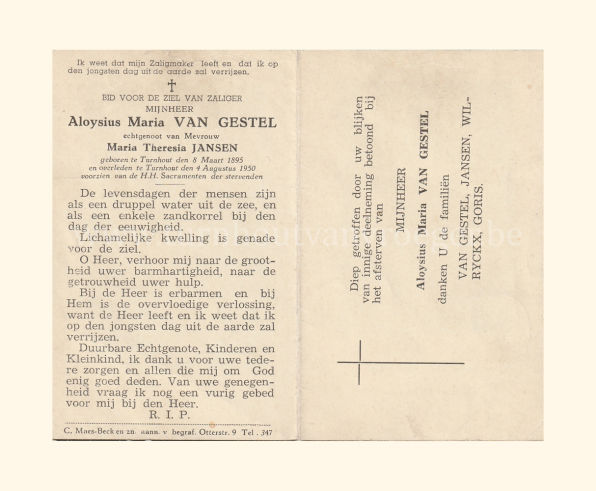 Ik weet dat mijn Zaligmaker leeft en dat ik op
den jongsten dag uit de aarde zal verrijzen.
BID VOOR DE ZIEL VAN ZALIGER
MIJNHEER
Aloysius Maria VAN GESTEL
echtgenoot van Mevrouw
Maria Theresia JANSEN
geboren te Turnhout den 8 Maart 1895
en overleden te Turnhout den 4 Augustus 1950
voorzien van de H.H. Sacramenten der stervenden
De levensdagen der mensen zijn
als een druppel water uit de zee, en
als een enkele zandkorrel bij den
dag der eeuwigheid.
Lichamelijke kwelling is genade
voor de ziel.
O Heer, verhoor mij naar de groot-
heid uwer barmhartigheid, naar de
getrouwheid uwer hulp.
Bij de Heer is erbarmen en bij
Hem is de overvloedige verlossing,
want de Heer leeft en ik weet dat ik
op den jongsten dag uit de aarde zal
verrijzen.
Duurbare Echtgenote, Kinderen en
Kleinkind, ik dank u voor uwe tede-
re zorgen en allen die mij om God
enig goed deden. Van uwe genegen-
heid vraag ik nog een vurig gebed
voor mij bij den Heer.
R. I. P.
C. Maes-Beck en zn. aann. v begraf. Otterstr. 9 Tel. 347
Diep getroffen door uw blijken
van innige deelneming betoond bij
het afsterven van
MIJNHEER
Aloysius Maria VAN GESTEL
danken U de familiën
VAN GESTEL, JANSEN, WIL-
RYCKX, GORIS.